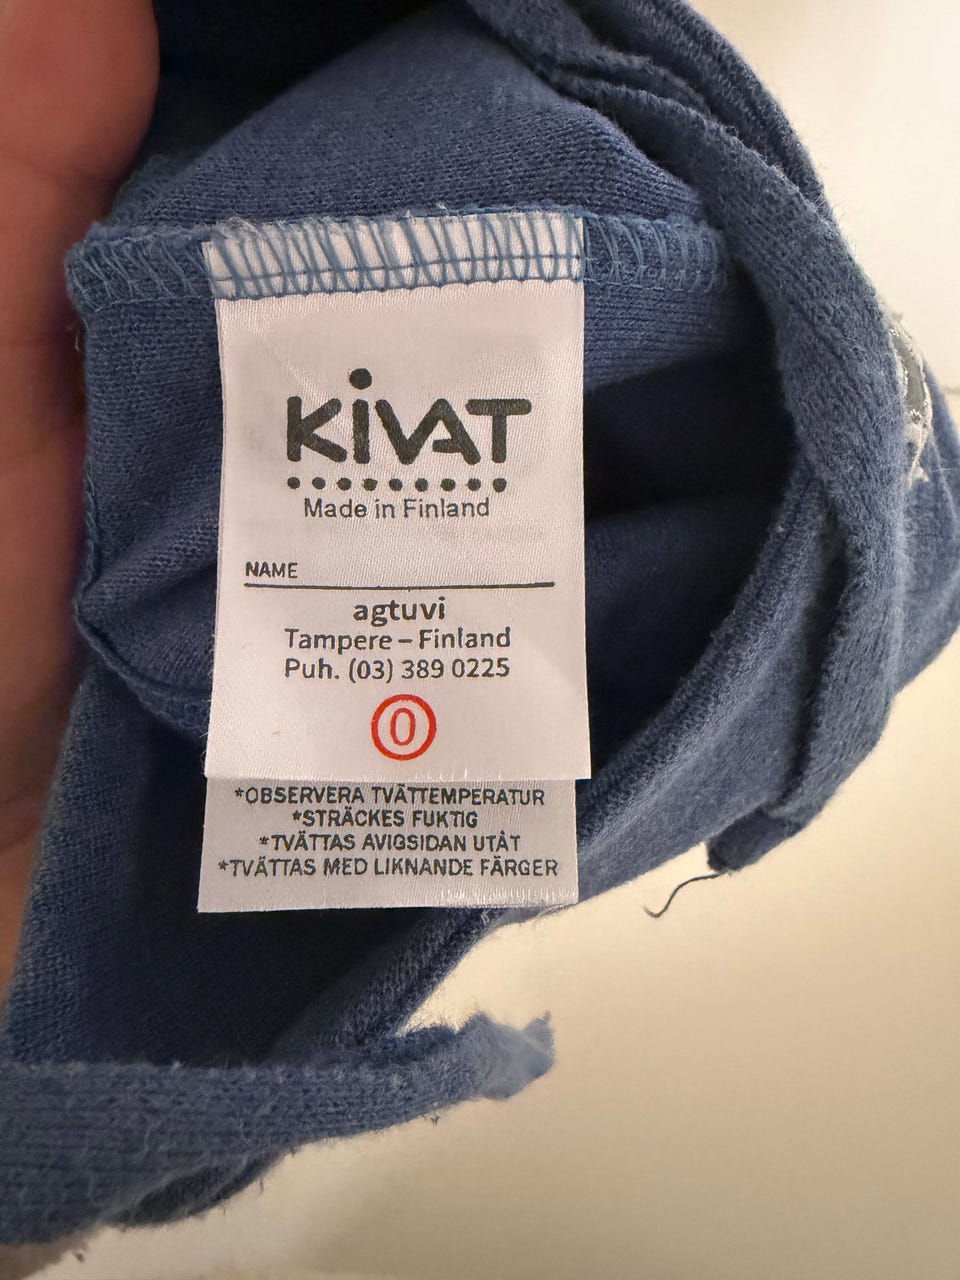 KiVAT
Made in Finland
NAME
agtuvi
Tampere – Finland
Puh. (03) 389 0225
0
*OBSERVERA TVÄTTEMPERATUR
*STRÄCKES FUKTIG
*TVÄTTAS AVIGSIDAN UTÅT
*TVÄTTAS MED LIKNANDE FÄRGER